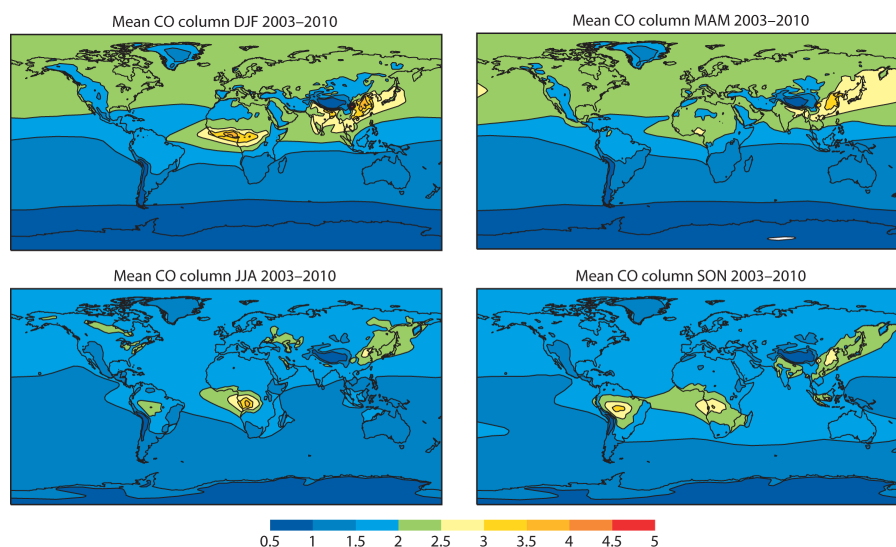 Mean CO column DJF 2003–2010
Mean CO column MAM 2003–2010
Mean CO column JJA 2003–2010
Mean CO column SON 2003–2010
0.5 1 1.5 2 2.5 3 3.5 4 4.5 5